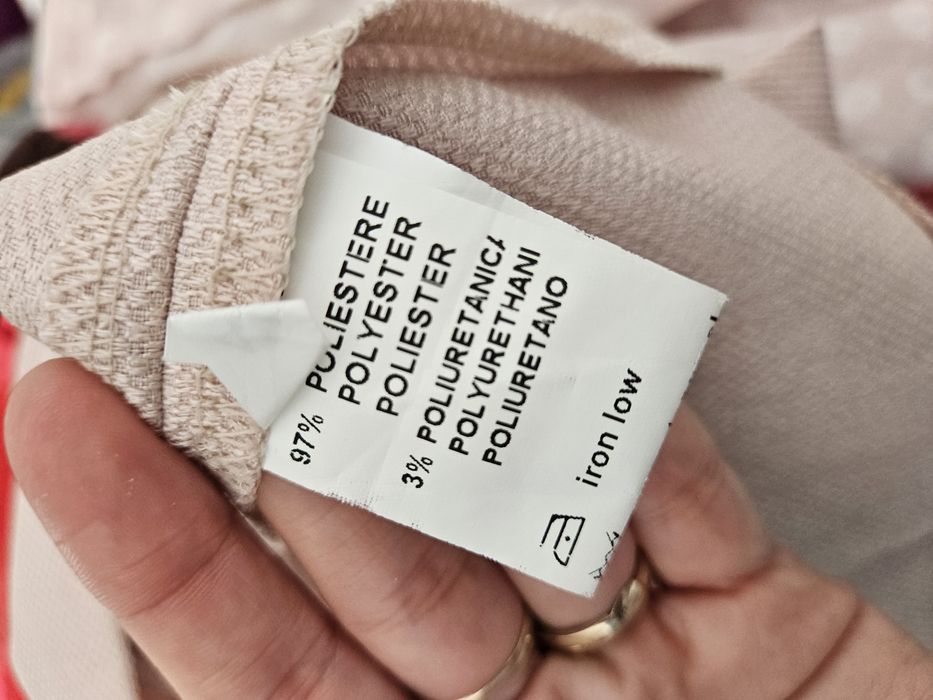 97% POLIESTERE
POLYESTER
POLIESTER
3% POLIURETANICA
POLYURETHANI
POLIURETANO
iron low